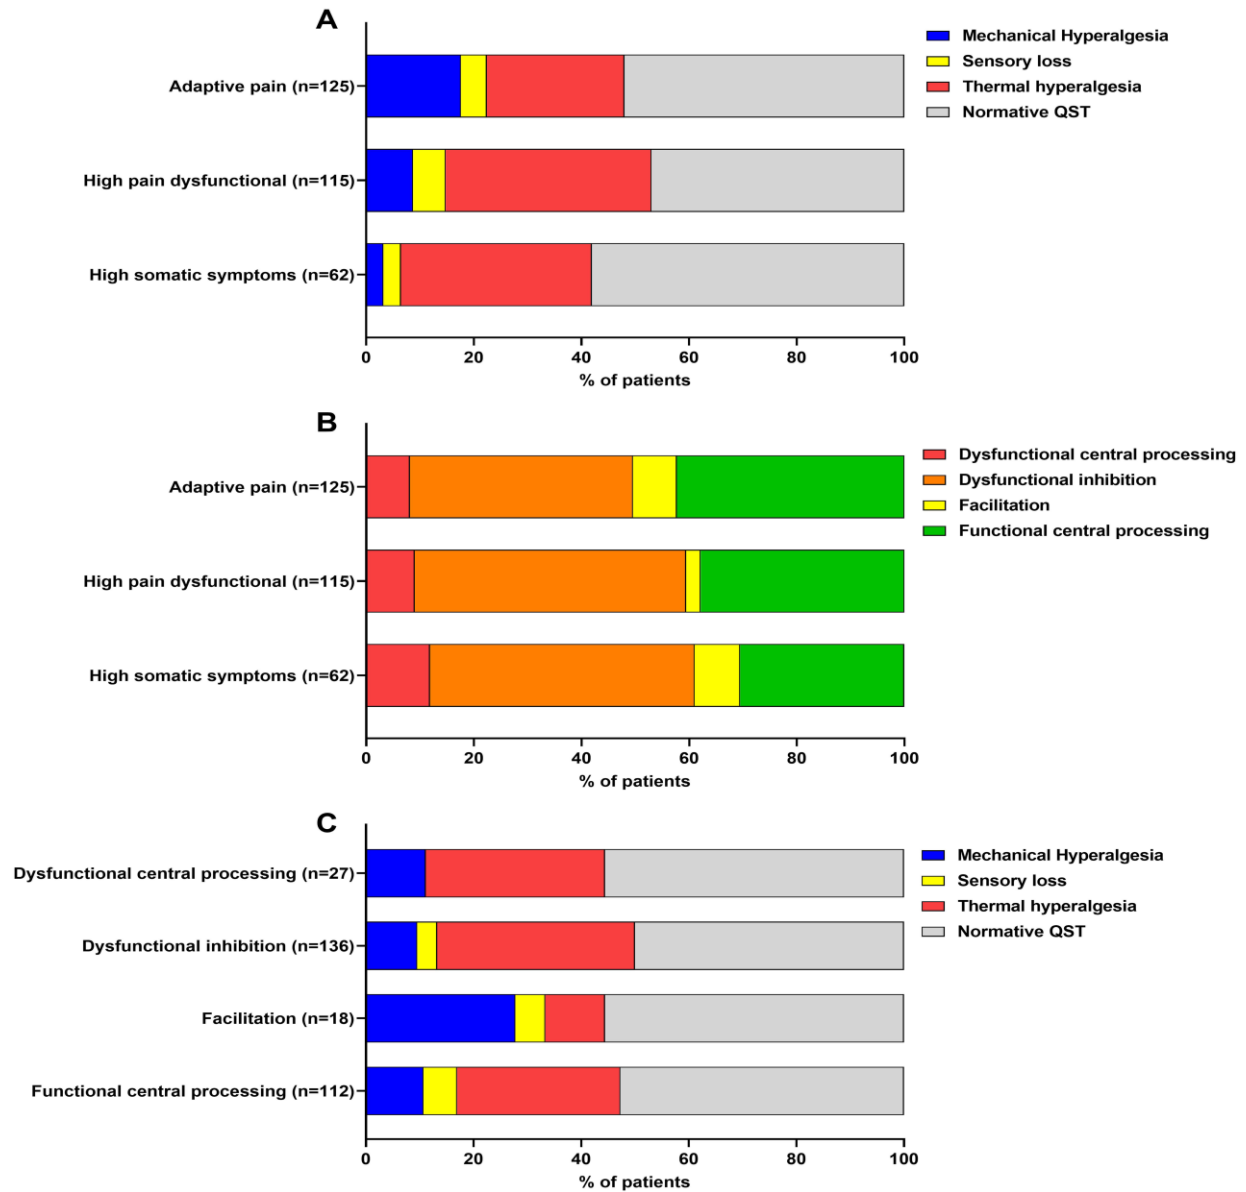 A
Mechanical Hyperalgesia
Sensory loss
Thermal hyperalgesia
Normative QST
Adaptive pain (n=125)
High pain dysfunctional (n=115)
High somatic symptoms (n=62)
0 20 40 60 80 100
% of patients
B
Dysfunctional central processing
Dysfunctional inhibition
Facilitation
Functional central processing
Adaptive pain (n=125)
High pain dysfunctional (n=115)
High somatic symptoms (n=62)
0 20 40 60 80 100
% of patients
C
Mechanical Hyperalgesia
Sensory loss
Thermal hyperalgesia
Normative QST
Dysfunctional central processing (n=27)
Dysfunctional inhibition (n=136)
Facilitation (n=18)
Functional central processing (n=112)
0 20 40 60 80 100
% of patients